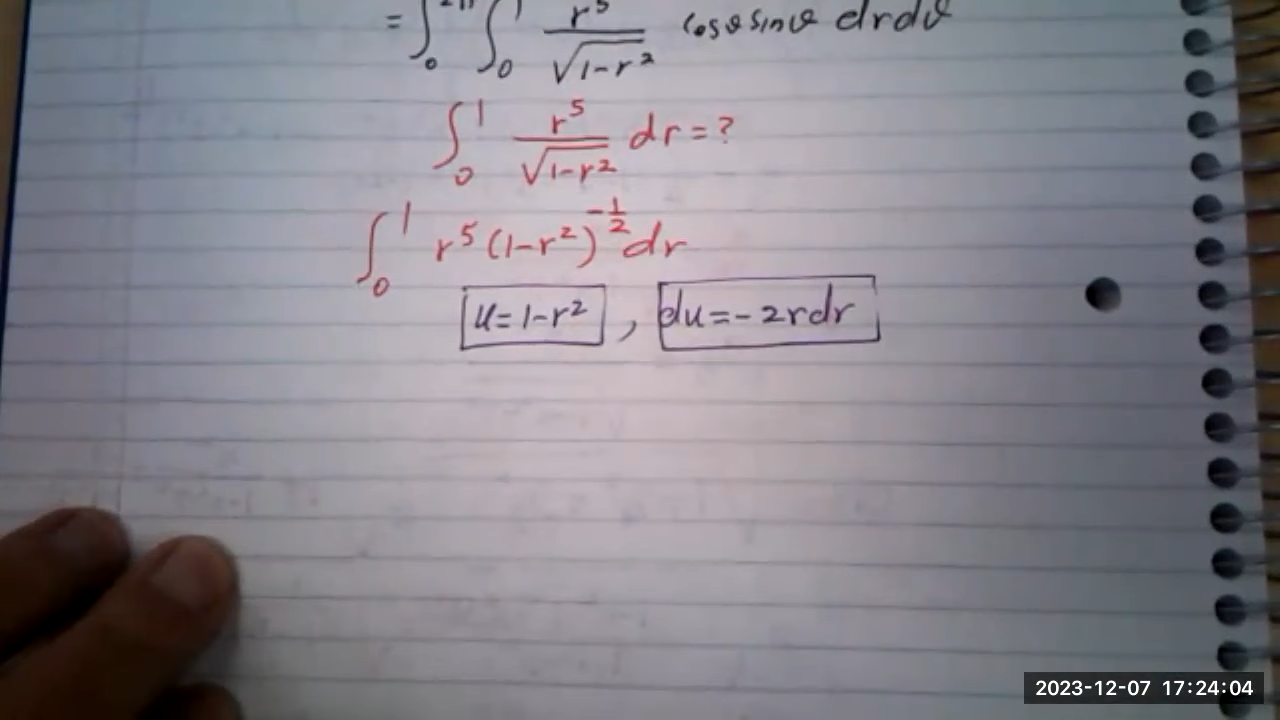 = ∫₀^2π ∫₀^1 r⁵/√(1-r²) cosθ sinθ dr dθ
∫₀^1 r⁵/√(1-r²) dr = ?
∫₀^1 r⁵(1-r²)^(-1/2) dr
u=1-r² , du=-2rdr
2023-12-07 17:24:04